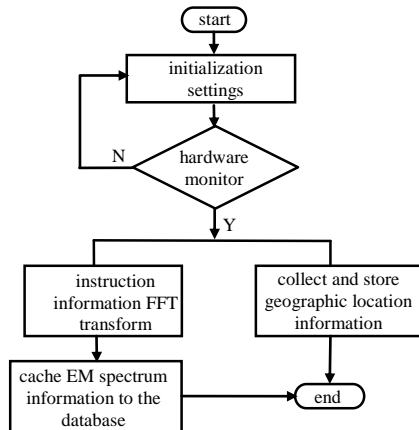 start
initialization
settings
N
hardware
monitor
Y
instruction
information FFT
transform
collect and store
geographic location
information
cache EM spectrum
information to the
database
end